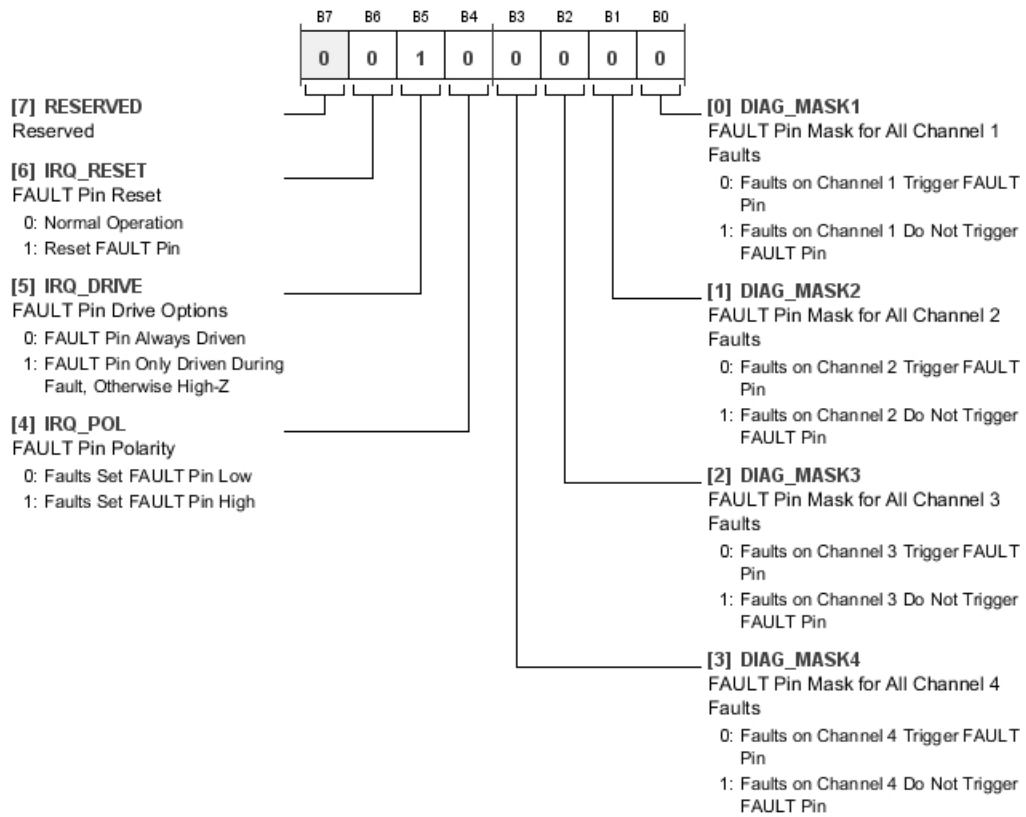 B7 B6 B5 B4 B3 B2 B1 B0
0 0 1 0 0 0 0 0
[7] RESERVED
Reserved
[6] IRQ_RESET
FAULT Pin Reset
0: Normal Operation
1: Reset FAULT Pin
[5] IRQ_DRIVE
FAULT Pin Drive Options
0: FAULT Pin Always Driven
1: FAULT Pin Only Driven During
Fault, Otherwise High-Z
[4] IRQ_POL
FAULT Pin Polarity
0: Faults Set FAULT Pin Low
1: Faults Set FAULT Pin High
[0] DIAG_MASK1
FAULT Pin Mask for All Channel 1
Faults
0: Faults on Channel 1 Trigger FAULT
Pin
1: Faults on Channel 1 Do Not Trigger
FAULT Pin
[1] DIAG_MASK2
FAULT Pin Mask for All Channel 2
Faults
0: Faults on Channel 2 Trigger FAULT
Pin
1: Faults on Channel 2 Do Not Trigger
FAULT Pin
[2] DIAG_MASK3
FAULT Pin Mask for All Channel 3
Faults
0: Faults on Channel 3 Trigger FAULT
Pin
1: Faults on Channel 3 Do Not Trigger
FAULT Pin
[3] DIAG_MASK4
FAULT Pin Mask for All Channel 4
Faults
0: Faults on Channel 4 Trigger FAULT
Pin
1: Faults on Channel 4 Do Not Trigger
FAULT Pin